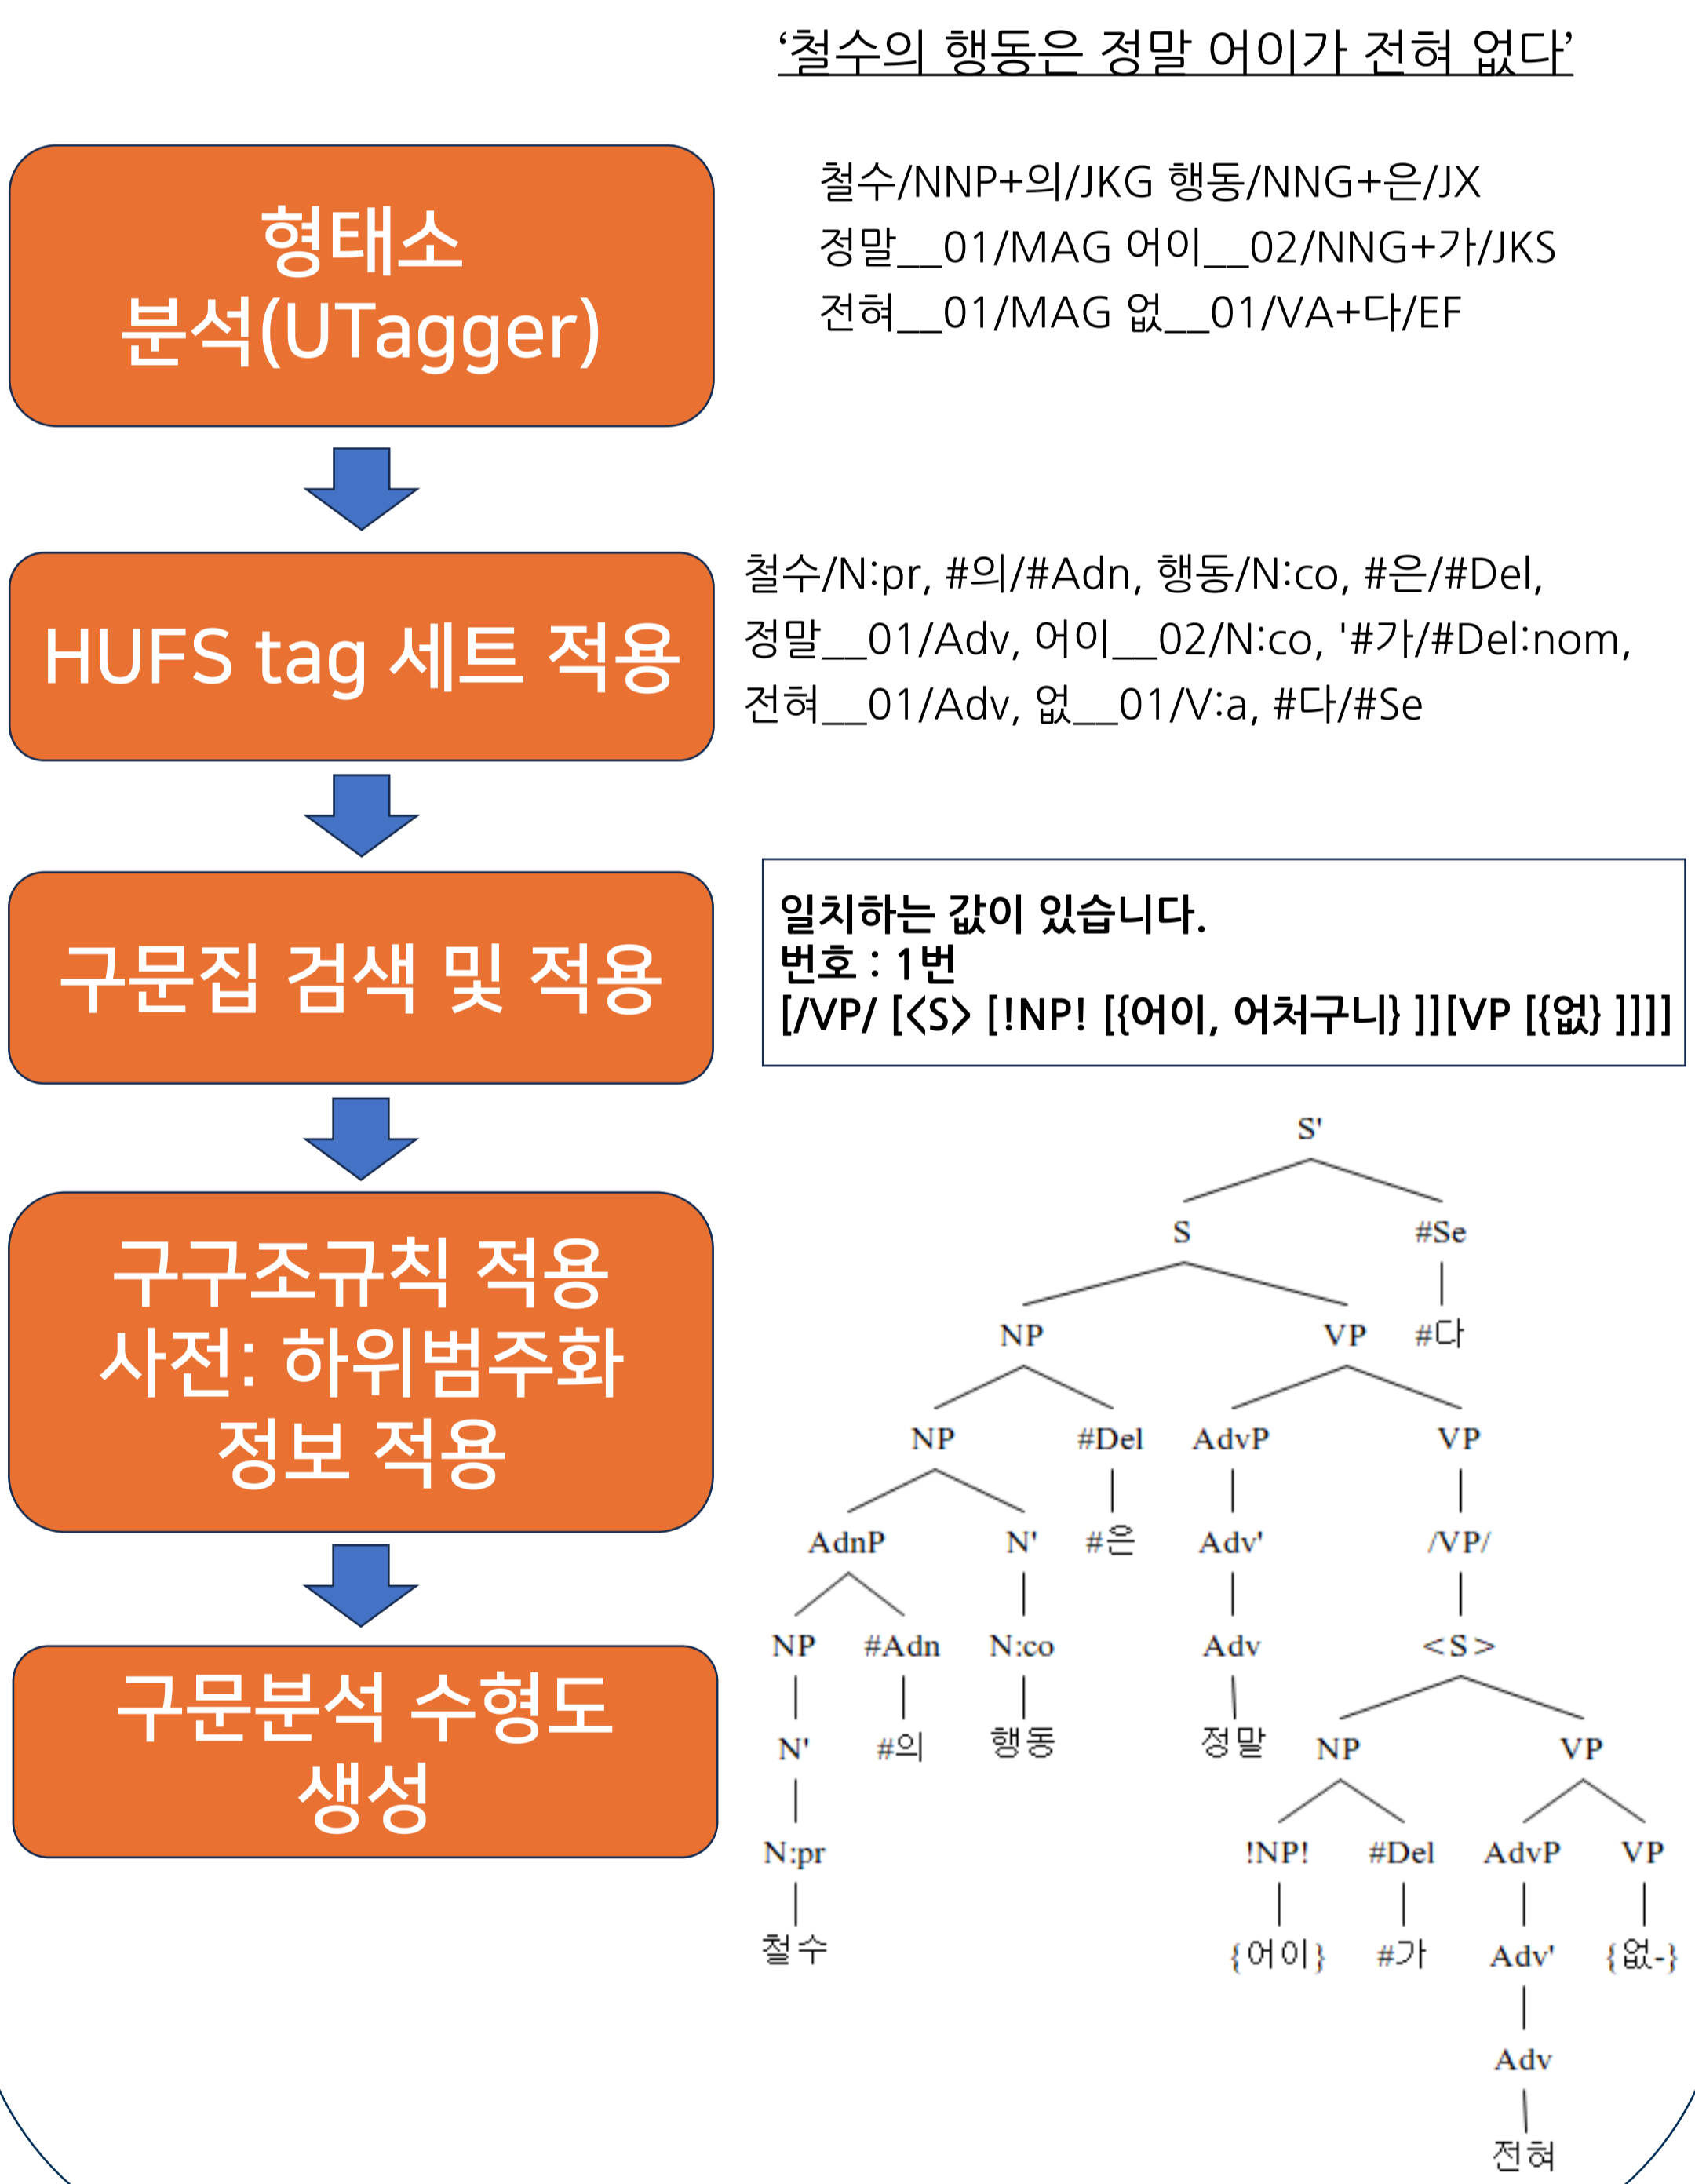 ‘철수의 행동은 정말 어이가 전혀 없다’
형태소
분석(UTagger)
철수/NNP+의/JKG 행동/NNG+은/JX
정말__01/MAG 어이__02/NNG+가/JKS
전혀__01/MAG 없__01/VA+다/EF
HUFS tag 세트 적용
철수/N:pr, #의/#Adn, 행동/N:co, #은/#Del,
정말__01/Adv, 어이__02/N:co, '#가/#Del:nom,
전혀__01/Adv, 없__01/V:a, #다/#Se
구문집 검색 및 적용
일치하는 값이 있습니다.
번호 : 1번
[/VP/ [<S> [!NP! [{어이, 어처구니} ]][VP [{없} ]]]]
구구조규칙 적용
사전: 하위범주화
정보 적용
구문분석 수형도
생성
S'
S #Se
NP VP #다
NP #Del AdvP VP
AdnP N' #은 Adv' /VP/
NP #Adn N:co Adv <S>
N' #의 행동 정말 NP VP
N:pr !NP! #Del AdvP VP
철수 {어이} #가 Adv' {없-}
Adv
전혀